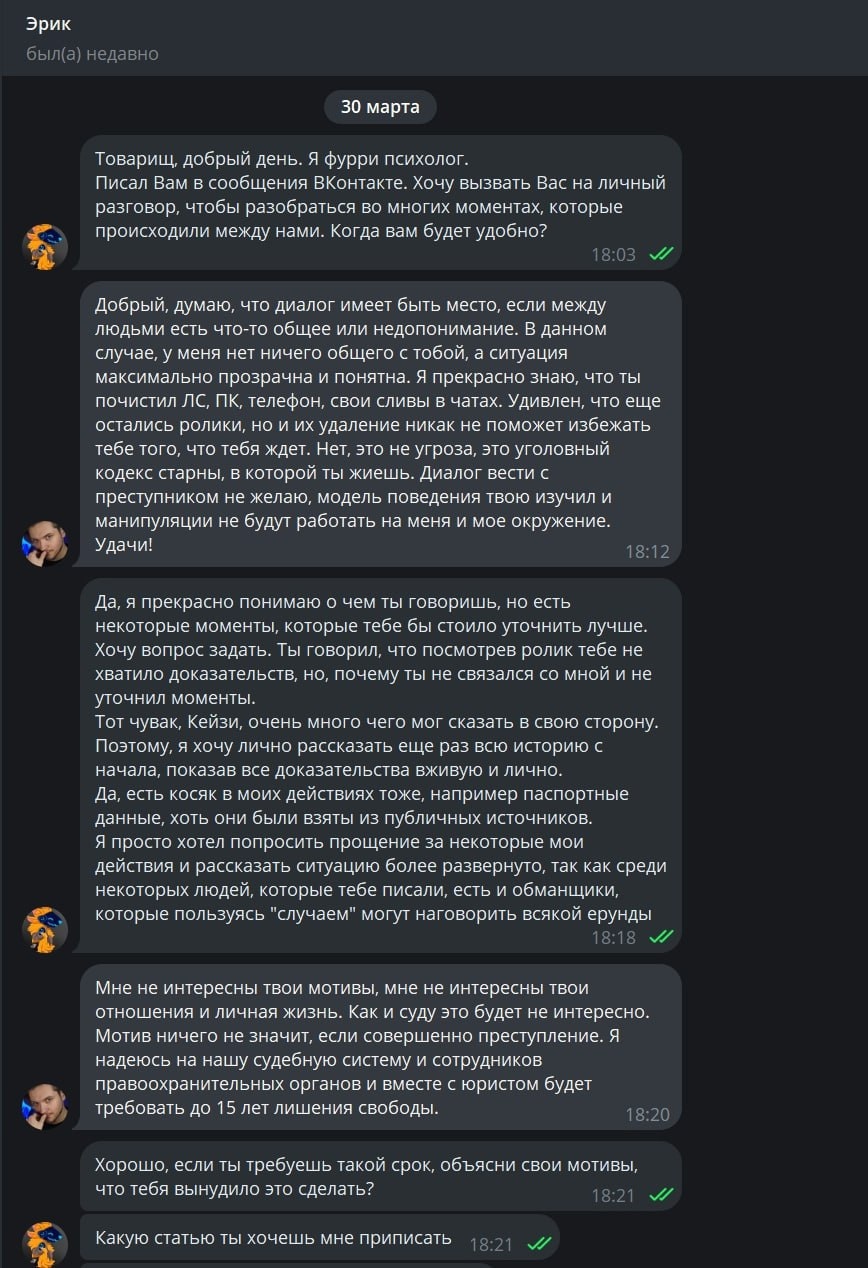 Эрик
был(а) недавно
30 марта
Товарищ, добрый день. Я фурри психолог.
Писал Вам в сообщения ВКонтакте. Хочу вызвать Вас на личный
разговор, чтобы разобраться во многих моментах, которые
происходили между нами. Когда вам будет удобно?
18:03
Добрый, думаю, что диалог имеет быть место, если между
людьми есть что-то общее или недопонимание. В данном
случае, у меня нет ничего общего с тобой, а ситуация
максимально прозрачна и понятна. Я прекрасно знаю, что ты
почистил ЛС, ПК, телефон, свои сливы в чатах. Удивлен, что еще
остались ролики, но и их удаление никак не поможет избежать
тебе того, что тебя ждет. Нет, это не угроза, это уголовный
кодекс старны, в которой ты жиешь. Диалог вести с
преступником не желаю, модель поведения твою изучил и
манипуляции не будут работать на меня и мое окружение.
Удачи!
18:12
Да, я прекрасно понимаю о чем ты говоришь, но есть
некоторые моменты, которые тебе бы стоило уточнить лучше.
Хочу вопрос задать. Ты говорил, что посмотрев ролик тебе не
хватило доказательств, но, почему ты не связался со мной и не
уточнил моменты.
Тот чувак, Кейзи, очень много чего мог сказать в свою сторону.
Поэтому, я хочу лично рассказать еще раз всю историю с
начала, показав все доказательства вживую и лично.
Да, есть косяк в моих действиях тоже, например паспортные
данные, хоть они были взяты из публичных источников.
Я просто хотел попросить прощение за некоторые мои
действия и рассказать ситуацию более развернуто, так как среди
некоторых людей, которые тебе писали, есть и обманщики,
которые пользуясь "случаем" могут наговорить всякой ерунды
18:18
Мне не интересны твои мотивы, мне не интересны твои
отношения и личная жизнь. Как и суду это будет не интересно.
Мотив ничего не значит, если совершенно преступление. Я
надеюсь на нашу судебную систему и сотрудников
правоохранительных органов и вместе с юристом будет
требовать до 15 лет лишения свободы.
18:20
Хорошо, если ты требуешь такой срок, объясни свои мотивы,
что тебя вынудило это сделать?
18:21
Какую статью ты хочешь мне приписать
18:21